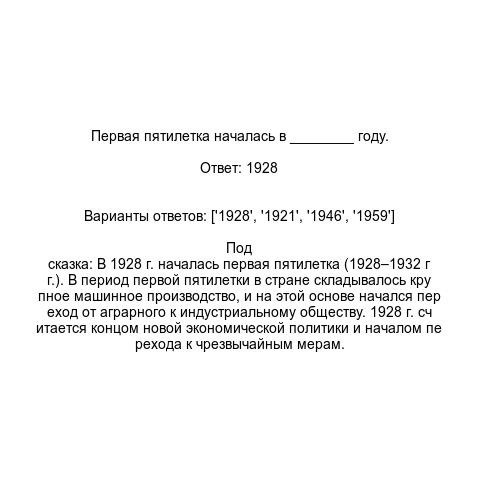 Первая пятилетка началась в ________ году.
Ответ: 1928
Варианты ответов: ['1928', '1921', '1946', '1959']
Под
сказка: В 1928 г. началась первая пятилетка (1928–1932 г
г.). В период первой пятилетки в стране складывалось кру
пное машинное производство, и на этой основе начался пер
еход от аграрного к индустриальному обществу. 1928 г. сч
итается концом новой экономической политики и началом пе
рехода к чрезвычайным мерам.